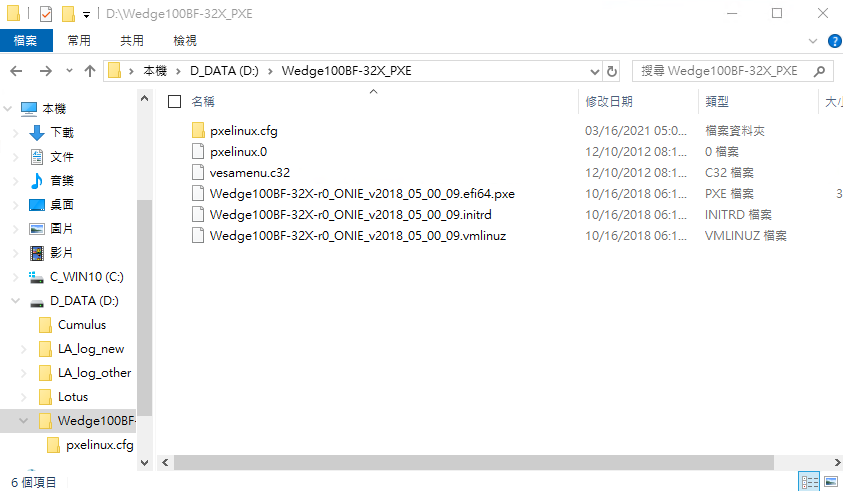 D:\Wedge100BF-32X_PXE
檔案 常用 共用 檢視
本機 D_DATA (D:) Wedge100BF-32X_PXE 搜尋 Wedge100BF-32X_PXE
名稱 修改日期 類型 大小
pxelinux.cfg 03/16/2021 05:0... 檔案資料夾
pxelinux.0 12/10/2012 08:1... 0 檔案
vesamenu.c32 12/10/2012 08:1... C32 檔案
Wedge100BF-32X-r0_ONIE_v2018_05_00_09.efi64.pxe 10/16/2018 06:1... PXE 檔案 3
Wedge100BF-32X-r0_ONIE_v2018_05_00_09.initrd 10/16/2018 06:1... INITRD 檔案
Wedge100BF-32X-r0_ONIE_v2018_05_00_09.vmlinuz 10/16/2018 06:1... VMLINUZ 檔案
本機
下載
文件
音樂
桌面
圖片
影片
C_WIN10 (C:)
D_DATA (D:)
Cumulus
LA_log_new
LA_log_other
Lotus
Wedge100BF-
pxelinux.cfg
6 個項目